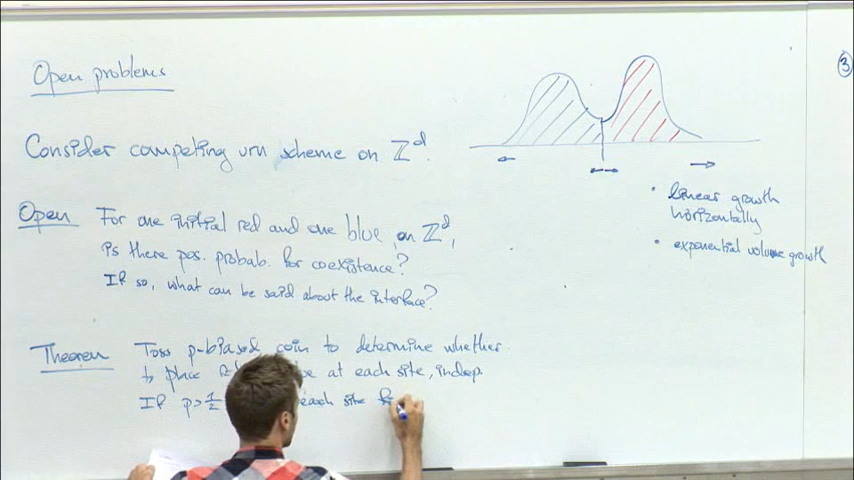 Open problems
Consider competing urn scheme on ℤᵈ.
Open For one initial red and one blue, on ℤᵈ,
is there pos. probab. for coexistence?
If so, what can be said about the interface?
Theorem Toss p-biased coin to determine whether
to place at each site, indep.
If p>1/2 each site
3
• linear growth
horizontally
• exponential volume growth